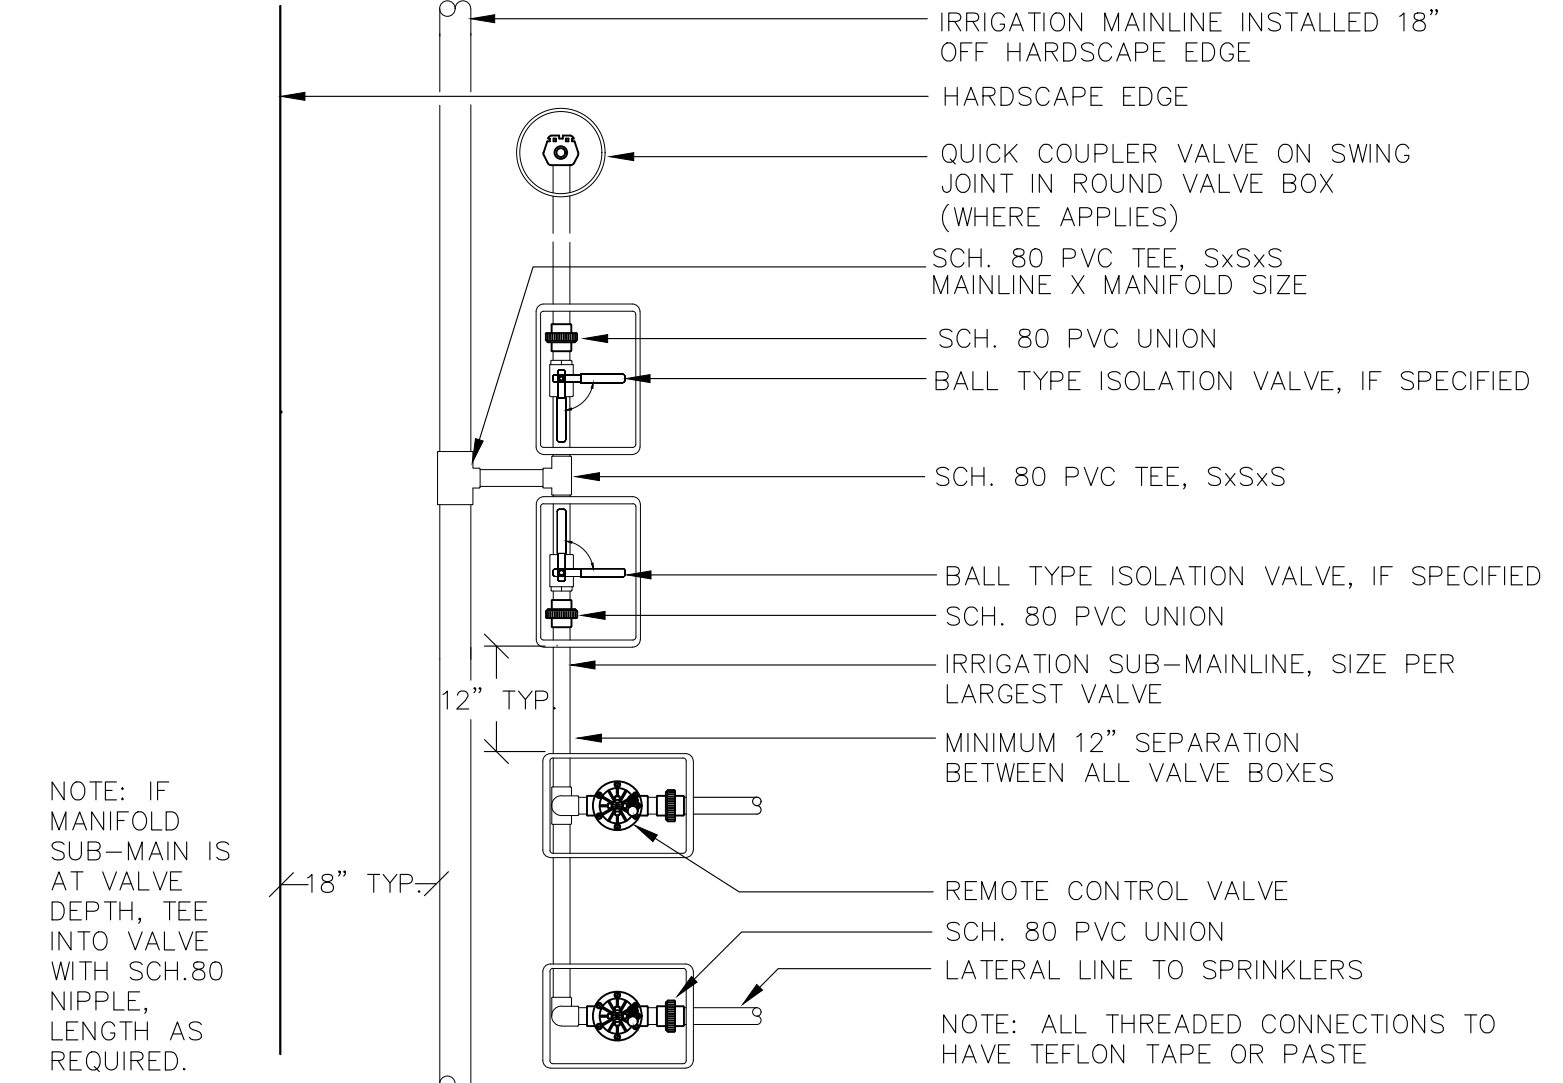 IRRIGATION MAINLINE INSTALLED 18”
OFF HARDSCAPE EDGE
HARDSCAPE EDGE
QUICK COUPLER VALVE ON SWING
JOINT IN ROUND VALVE BOX
(WHERE APPLIES)
SCH. 80 PVC TEE, SxSxS
MAINLINE X MANIFOLD SIZE
SCH. 80 PVC UNION
BALL TYPE ISOLATION VALVE, IF SPECIFIED
SCH. 80 PVC TEE, SxSxS
BALL TYPE ISOLATION VALVE, IF SPECIFIED
SCH. 80 PVC UNION
IRRIGATION SUB-MAINLINE, SIZE PER
LARGEST VALVE
12” TYP.
MINIMUM 12” SEPARATION
BETWEEN ALL VALVE BOXES
NOTE: IF
MANIFOLD
SUB-MAIN IS
AT VALVE
DEPTH, TEE
INTO VALVE
WITH SCH.80
NIPPLE,
LENGTH AS
REQUIRED.
18” TYP.
REMOTE CONTROL VALVE
SCH. 80 PVC UNION
LATERAL LINE TO SPRINKLERS
NOTE: ALL THREADED CONNECTIONS TO
HAVE TEFLON TAPE OR PASTE